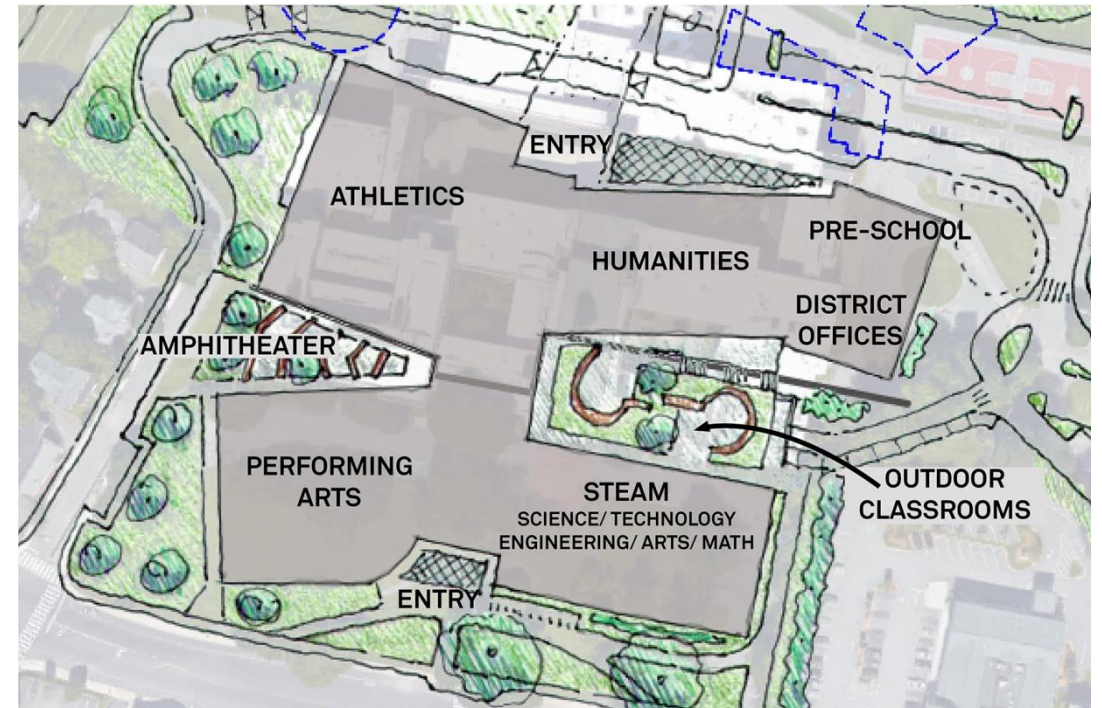 ENTRY
ATHLETICS
PRE-SCHOOL
HUMANITIES
DISTRICT
OFFICES
AMPHITHEATER
PERFORMING
ARTS
STEAM
SCIENCE/ TECHNOLOGY
ENGINEERING/ ARTS/ MATH
OUTDOOR
CLASSROOMS
ENTRY